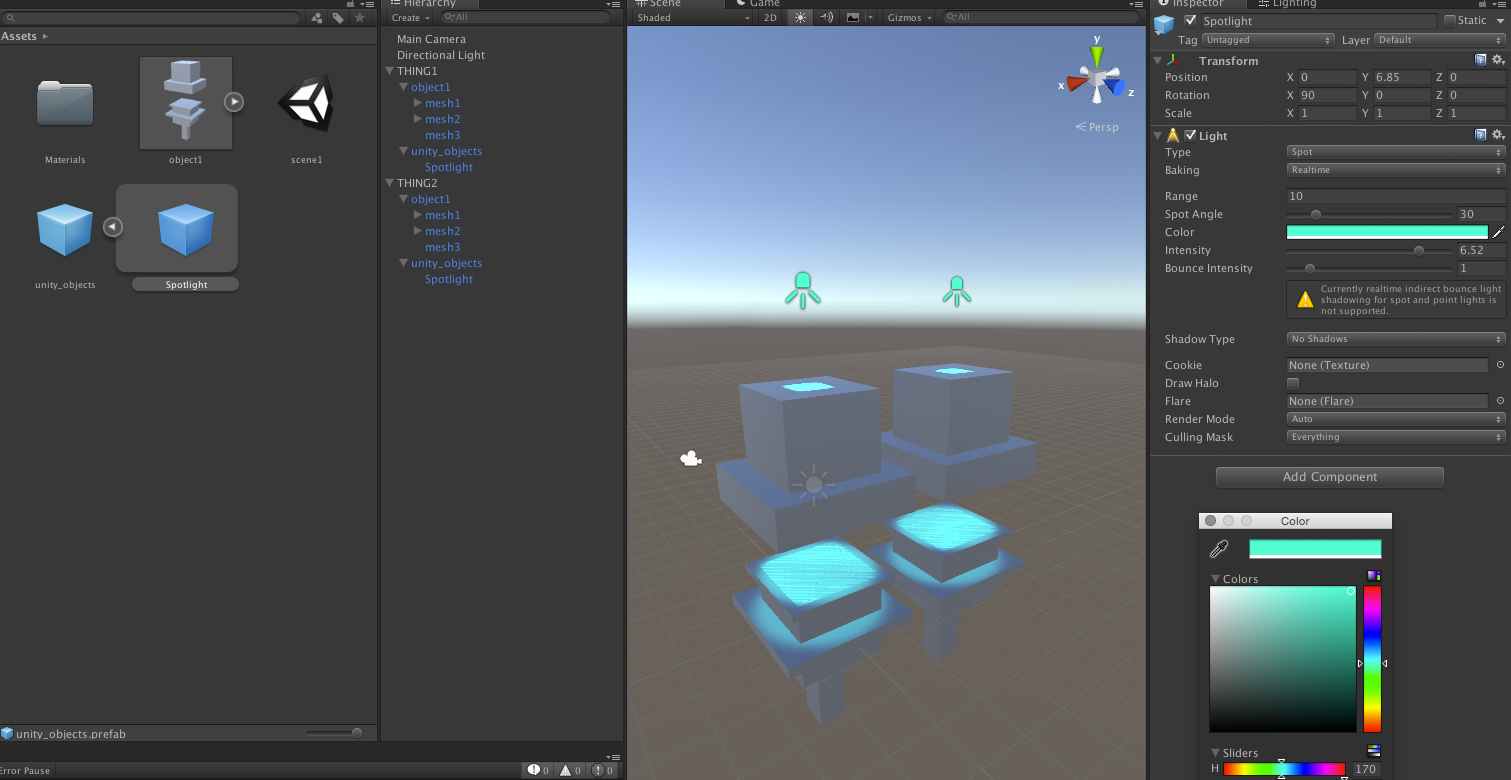 Assets
Materials
object1
scene1
unity_objects
Spotlight
unity_objects.prefab
Error Pause
0 0 0
Hierarchy
Create All
Main Camera
Directional Light
THING1
object1
mesh1
mesh2
mesh3
unity_objects
Spotlight
THING2
object1
mesh1
mesh2
mesh3
unity_objects
Spotlight
Scene Game
Shaded 2D Gizmos All
y
x
z
Persp
Inspector Lighting
Spotlight Static
Tag Untagged Layer Default
Transform
Position X 0 Y 6.85 Z 0
Rotation X 90 Y 0 Z 0
Scale X 1 Y 1 Z 1
Light
Type Spot
Baking Realtime
Range 10
Spot Angle 30
Color
Intensity 6.52
Bounce Intensity 1
Currently realtime indirect bounce light
shadowing for spot and point lights is
not supported.
Shadow Type No Shadows
Cookie None (Texture)
Draw Halo
Flare None (Flare)
Render Mode Auto
Culling Mask Everything
Add Component
Color
Colors
Sliders
H 170